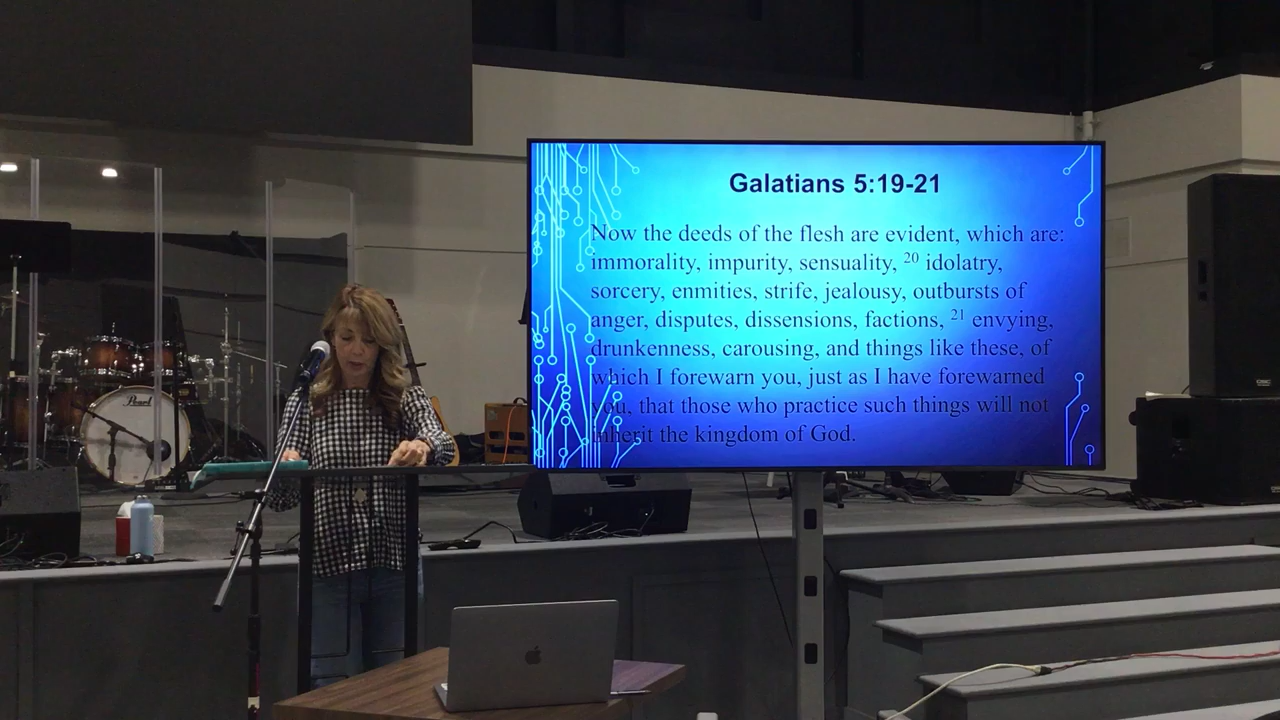 Galatians 5:19-21
Now the deeds of the flesh are evident, which are:
immorality, impurity, sensuality, 20 idolatry,
sorcery, enmities, strife, jealousy, outbursts of
anger, disputes, dissensions, factions, 21 envying,
drunkenness, carousing, and things like these, of
which I forewarn you, just as I have forewarned
you, that those who practice such things will not
inherit the kingdom of God.
Pearl